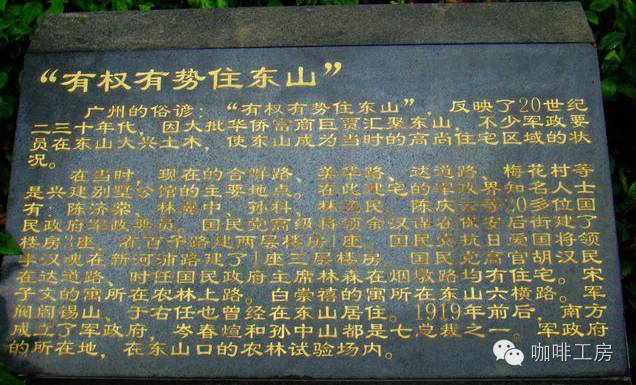 “有权有势住东山”
广州的俗谚：“有权有势住东山”，反映了20世纪
二三十年代，因大批华侨富商巨贾汇聚东山，不少军政要
员在东山大兴土木，使东山成为当时的高尚住宅区域的状
况。
在当时，现在的合群路、美华路、达道路、梅花村等
是兴建别墅公馆的主要地点。在此建宅的军政界知名人士
有：陈济棠、林翼中、孙科、林直民、陈庆云等20多位国
民政府军政要员。国民党高级将领余汉谋在保安后街建了
楼房3座，在百子路建两层楼房1座。国民党抗日爱国将领
李汉魂在新河浦路建了1座三层楼房。国民党高官胡汉民
在达道路、时任国民政府主席林森在烟墩路均有住宅。宋
子文的寓所在农林上路。白崇禧的寓所在东山六横路。军
阀阎锡山、于右任也曾经在东山居住。1919年前后，南方
成立了军政府，岑春煊和孙中山都是七总裁之一。军政府
的所在地，在东山口的农林试验场内。
咖啡工房